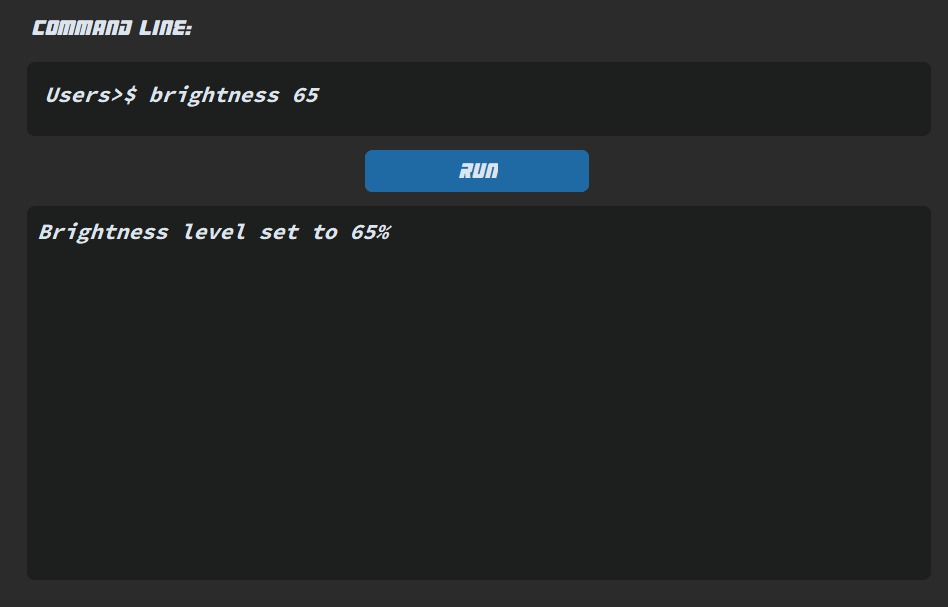 COMMAND LINE:
Users>$ brightness 65
RUN
Brightness level set to 65%